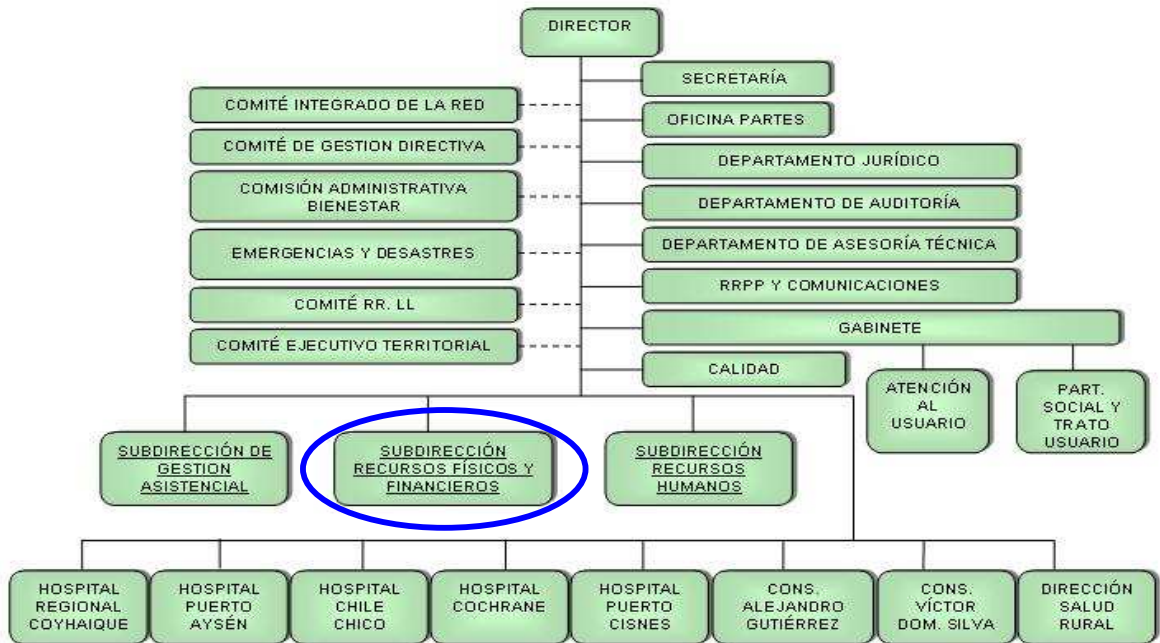 DIRECTOR
SECRETARÍA
COMITÉ INTEGRADO DE LA RED
OFICINA PARTES
COMITÉ DE GESTION DIRECTIVA
DEPARTAMENTO JURÍDICO
COMISIÓN ADMINISTRATIVA
BIENESTAR
DEPARTAMENTO DE AUDITORÍA
EMERGENCIAS Y DESASTRES
DEPARTAMENTO DE ASESORÍA TÉCNICA
RRPP Y COMUNICACIONES
COMITÉ RR. LL
GABINETE
COMITÉ EJECUTIVO TERRITORIAL
CALIDAD
ATENCIÓN
AL
USUARIO
PART.
SOCIAL Y
TRATO
USUARIO
SUBDIRECCIÓN DE
GESTION
ASISTENCIAL
SUBDIRECCIÓN
RECURSOS FÍSICOS Y
FINANCIEROS
SUBDIRECCIÓN
RECURSOS
HUMANOS
HOSPITAL
REGIONAL
COYHAIQUE
HOSPITAL
PUERTO
AYSÉN
HOSPITAL
CHILE
CHICO
HOSPITAL
COCHRANE
HOSPITAL
PUERTO
CISNES
CONS.
ALEJANDRO
GUTIÉRREZ
CONS.
VÍCTOR
DOM. SILVA
DIRECCIÓN
SALUD
RURAL